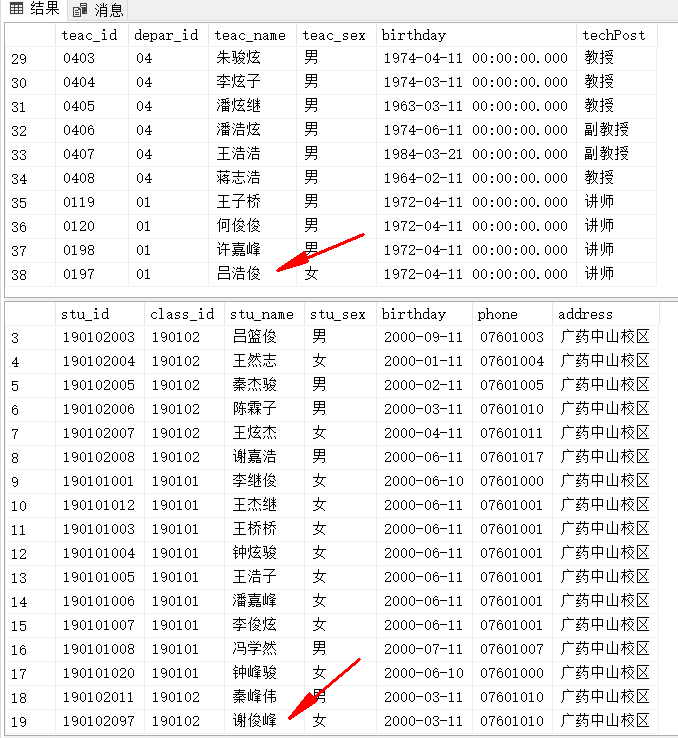 结果 消息
teac_id depar_id teac_name teac_sex birthday techPost
29 0403 04 朱骏炫 男 1974-04-11 00:00:00.000 教授
30 0404 04 李炫子 男 1974-03-11 00:00:00.000 教授
31 0405 04 潘炫继 男 1963-03-11 00:00:00.000 教授
32 0406 04 潘浩炫 男 1974-06-11 00:00:00.000 副教授
33 0407 04 王浩浩 男 1984-03-21 00:00:00.000 副教授
34 0408 04 蒋志浩 男 1964-02-11 00:00:00.000 教授
35 0119 01 王子桥 男 1972-04-11 00:00:00.000 讲师
36 0120 01 何俊俊 男 1972-04-11 00:00:00.000 讲师
37 0198 01 许嘉峰 男 1972-04-11 00:00:00.000 讲师
38 0197 01 吕浩俊 女 1972-04-11 00:00:00.000 讲师
stu_id class_id stu_name stu_sex birthday phone address
3 190102003 190102 吕篮俊 男 2000-09-11 07601003 广药中山校区
4 190102004 190102 王然志 女 2000-01-11 07601004 广药中山校区
5 190102005 190102 秦杰骏 男 2000-02-11 07601005 广药中山校区
6 190102006 190102 陈霖子 男 2000-03-11 07601010 广药中山校区
7 190102007 190102 王炫杰 女 2000-04-11 07601011 广药中山校区
8 190102008 190102 谢嘉浩 男 2000-06-11 07601017 广药中山校区
9 190101001 190101 李继俊 女 2000-06-10 07601000 广药中山校区
10 190101012 190101 王杰继 女 2000-06-11 07601001 广药中山校区
11 190101003 190101 王桥桥 女 2000-06-11 07601001 广药中山校区
12 190101004 190101 钟炫骏 女 2000-06-11 07601001 广药中山校区
13 190101005 190101 王浩子 女 2000-06-11 07601001 广药中山校区
14 190101006 190101 潘嘉峰 女 2000-06-11 07601001 广药中山校区
15 190101007 190101 李俊炫 女 2000-06-11 07601001 广药中山校区
16 190101008 190101 冯学然 男 2000-07-11 07601007 广药中山校区
17 190101020 190101 钟峰骏 女 2000-06-10 07601000 广药中山校区
18 190102011 190102 秦峰伟 男 2000-03-11 07601010 广药中山校区
19 190102097 190102 谢俊峰 女 2000-03-11 07601010 广药中山校区